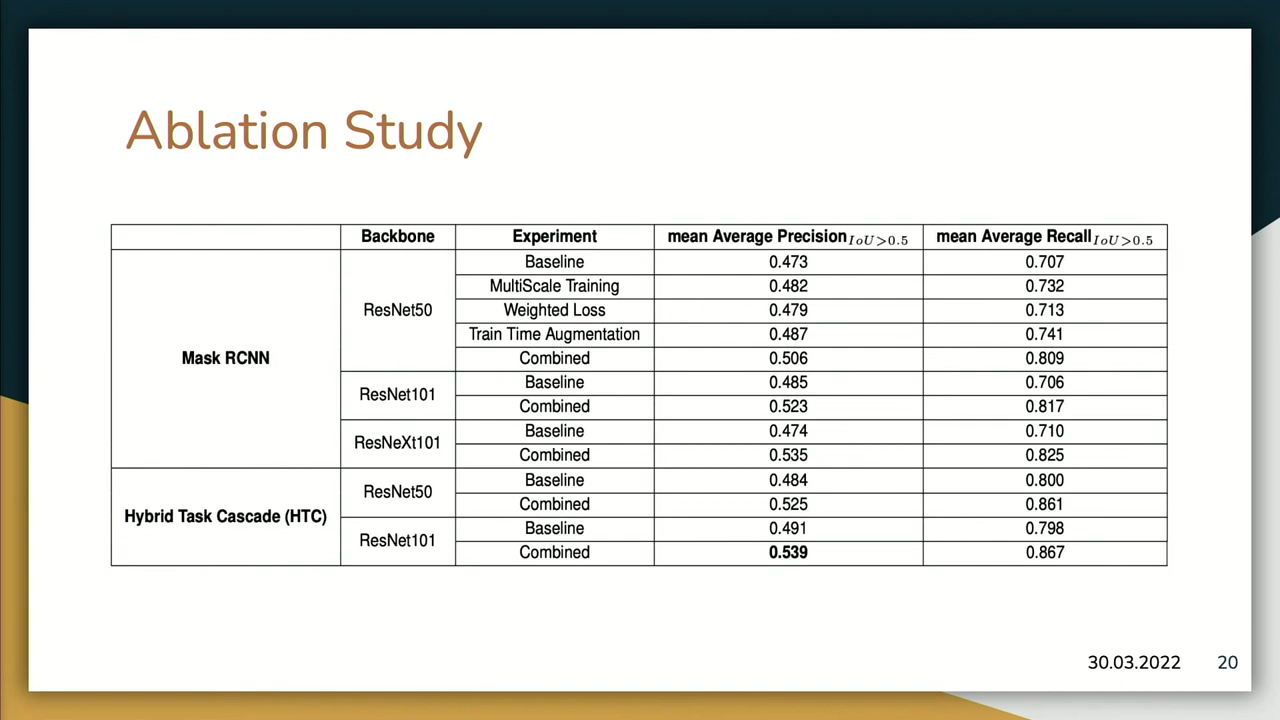 Ablation Study
Backbone Experiment mean Average Precision IoU>0.5 mean Average Recall IoU>0.5
Mask RCNN ResNet50 Baseline 0.473 0.707
MultiScale Training 0.482 0.732
Weighted Loss 0.479 0.713
Train Time Augmentation 0.487 0.741
Combined 0.506 0.809
ResNet101 Baseline 0.485 0.706
Combined 0.523 0.817
ResNeXt101 Baseline 0.474 0.710
Combined 0.535 0.825
Hybrid Task Cascade (HTC) ResNet50 Baseline 0.484 0.800
Combined 0.525 0.861
ResNet101 Baseline 0.491 0.798
Combined 0.539 0.867
30.03.2022 20